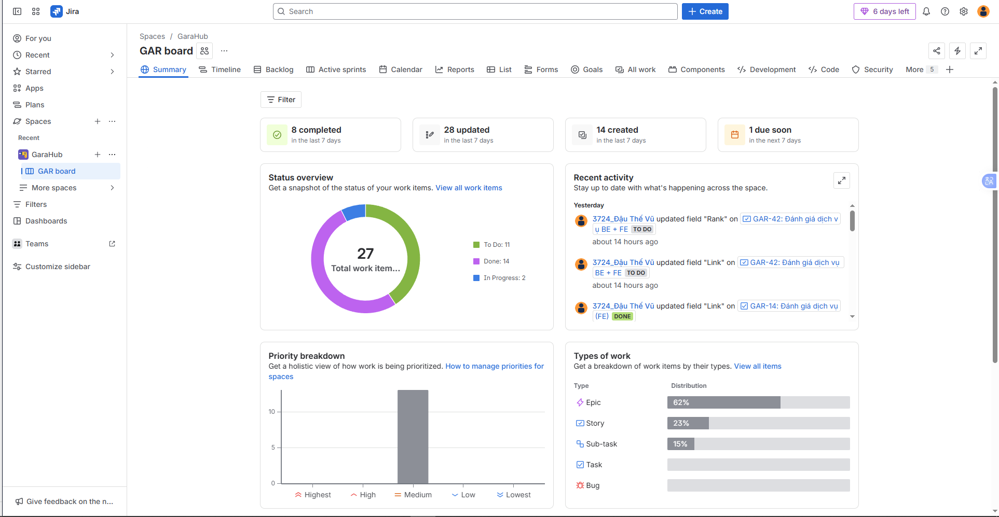 Jira
Search
Create
6 days left
For you
Recent
Starred
Apps
Plans
Spaces
Recent
GaraHub
GAR board
More spaces
Filters
Dashboards
Teams
Customize sidebar
Give feedback on the n...
Spaces / GaraHub
GAR board
Summary Timeline Backlog Active sprints Calendar Reports List Forms Goals All work Components Development Code Security More 5
Filter
8 completed
in the last 7 days
28 updated
in the last 7 days
14 created
in the last 7 days
1 due soon
in the next 7 days
Status overview
Get a snapshot of the status of your work items. View all work items
27
Total work item...
To Do: 11
Done: 14
In Progress: 2
Recent activity
Stay up to date with what's happening across the space.
Yesterday
3724_Đậu Thế Vũ updated field "Rank" on GAR-42: Đánh giá dịch v
ụ BE + FE TO DO
about 14 hours ago
3724_Đậu Thế Vũ updated field "Link" on GAR-42: Đánh giá dịch vụ
BE + FE TO DO
about 14 hours ago
3724_Đậu Thế Vũ updated field "Link" on GAR-14: Đánh giá dịch vụ
(FE) DONE
Priority breakdown
Get a holistic view of how work is being prioritized. How to manage priorities for
spaces
10
5
0
Highest High Medium Low Lowest
Types of work
Get a breakdown of work items by their types. View all items
Type Distribution
Epic 62%
Story 23%
Sub-task 15%
Task
Bug